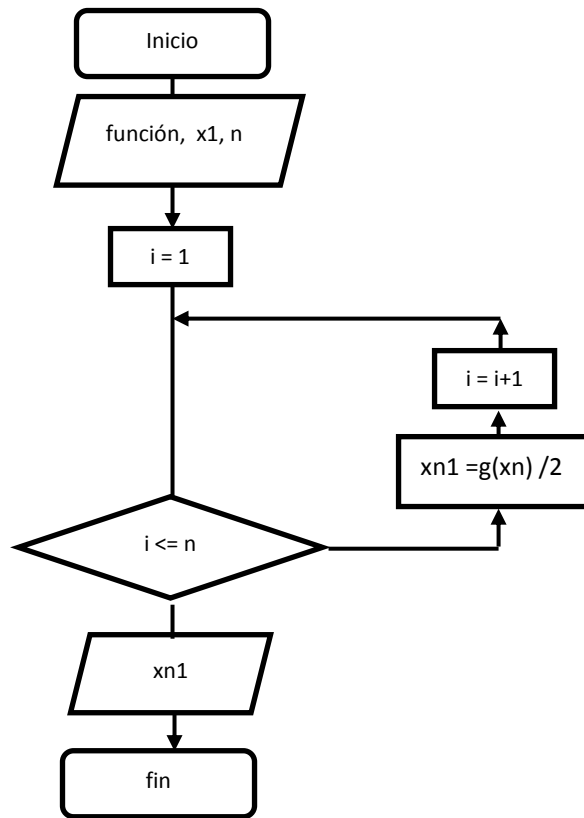 Inicio
función, x1, n
i = 1
i = i+1
xn1 =g(xn) /2
i <= n
xn1
fin